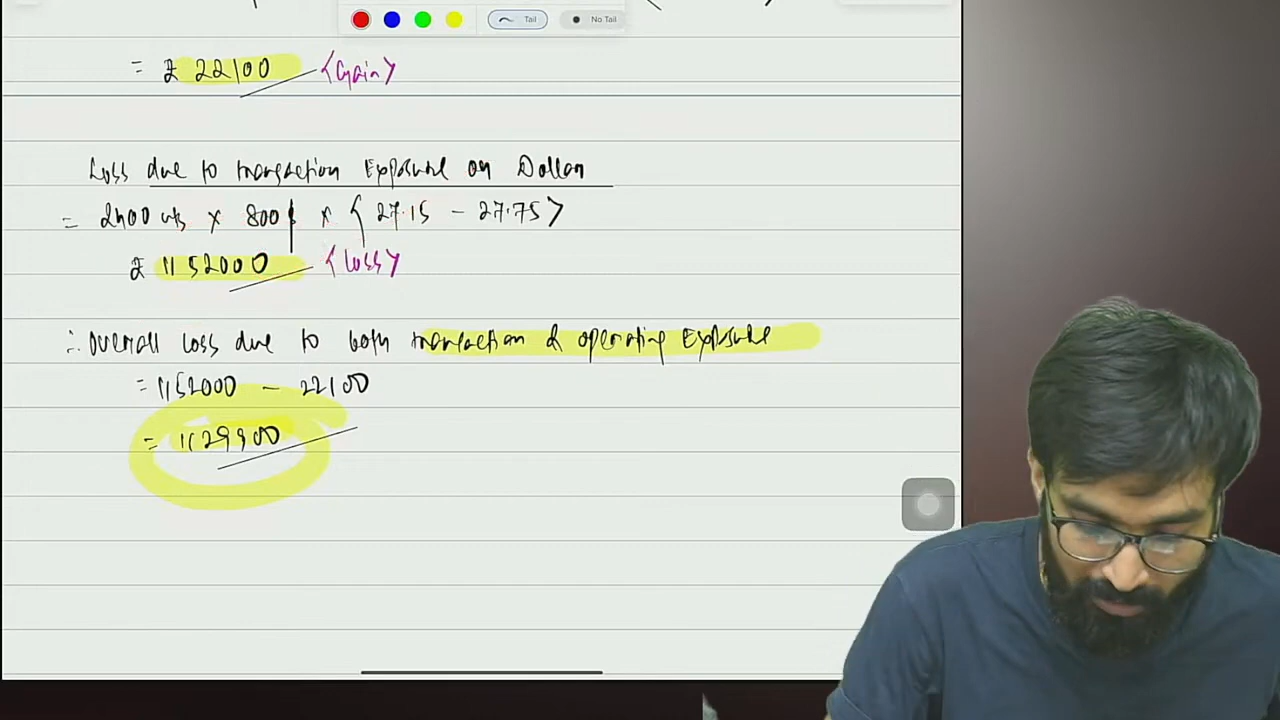 Tail No Tail
= ₹ 22100 <Gain>
Loss due to transaction Exposure on Dollar
= 2400 uts × 800$ × {27.15 - 27.75>
₹ 1152000 <Loss>
∴ Overall loss due to both transaction & operating Exposure
= 1152000 - 22100
= 1129900